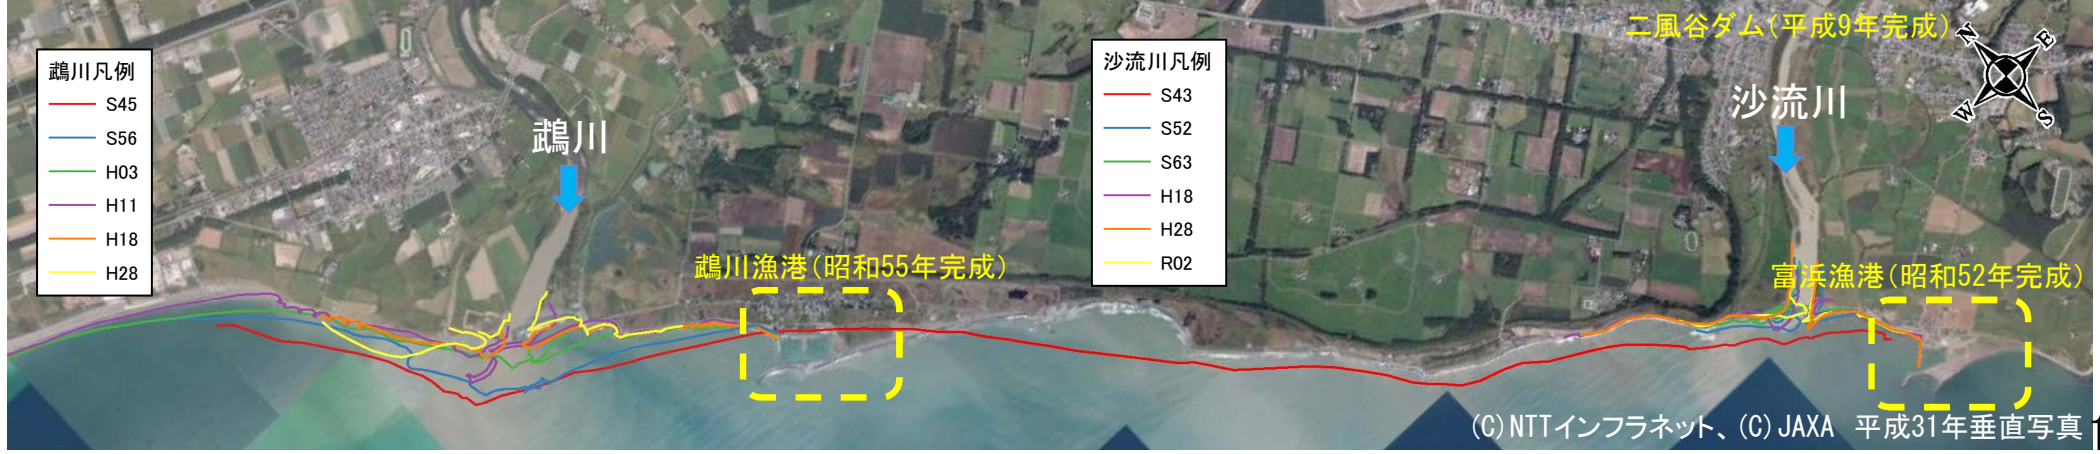 鵡川凡例
S45
S56
H03
H11
H18
H28
鵡川
鵡川漁港(昭和55年完成)
沙流川凡例
S43
S52
S63
H18
H28
R02
二風谷ダム(平成9年完成)
沙流川
N
E
W
S
富浜漁港(昭和52年完成)
(C)NTTインフラネット、(C)JAXA 平成31年垂直写真